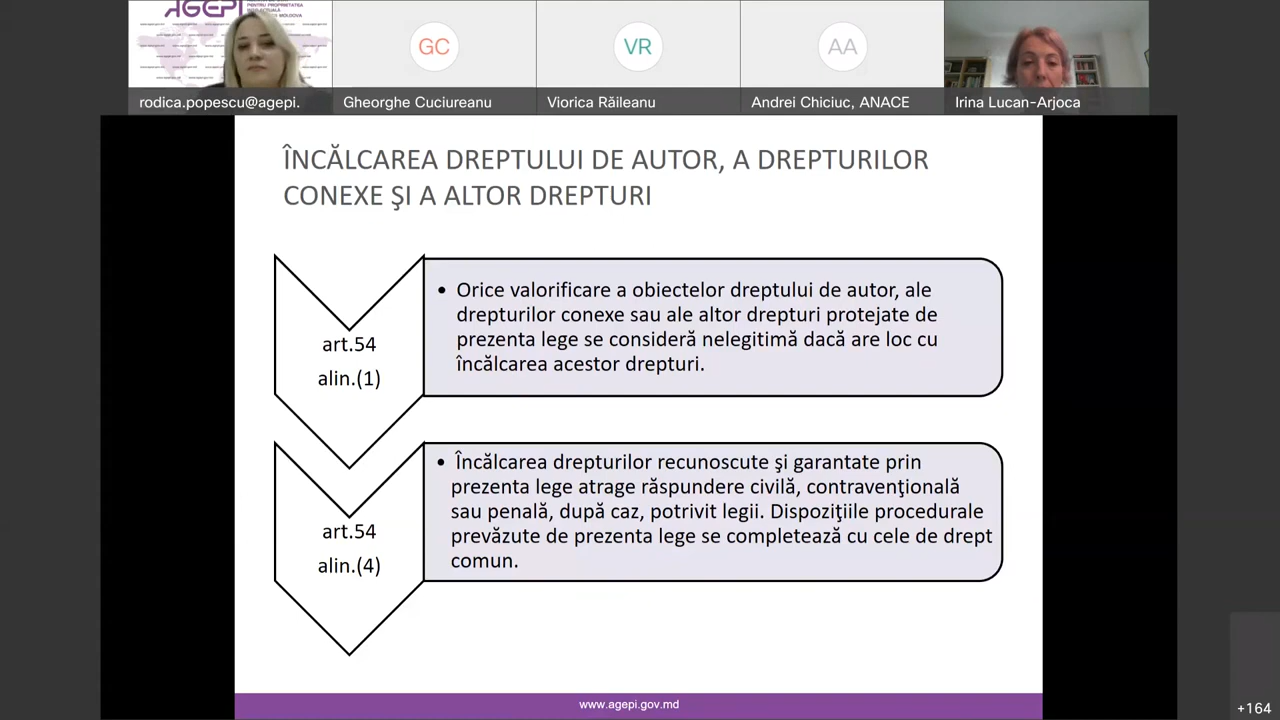 AGEPI
PENTRU PROPRIETATEA
INTELECTUALĂ
GC
VR
AA
rodica.popescu@agepi.
Gheorghe Cuciureanu
Viorica Răileanu
Andrei Chiciuc, ANACE
Irina Lucan-Arjoca
ÎNCĂLCAREA DREPTULUI DE AUTOR, A DREPTURILOR
CONEXE ŞI A ALTOR DREPTURI
art.54
alin.(1)
• Orice valorificare a obiectelor dreptului de autor, ale
drepturilor conexe sau ale altor drepturi protejate de
prezenta lege se consideră nelegitimă dacă are loc cu
încălcarea acestor drepturi.
art.54
alin.(4)
• Încălcarea drepturilor recunoscute şi garantate prin
prezenta lege atrage răspundere civilă, contravenţională
sau penală, după caz, potrivit legii. Dispoziţiile procedurale
prevăzute de prezenta lege se completează cu cele de drept
comun.
www.agepi.gov.md
+164